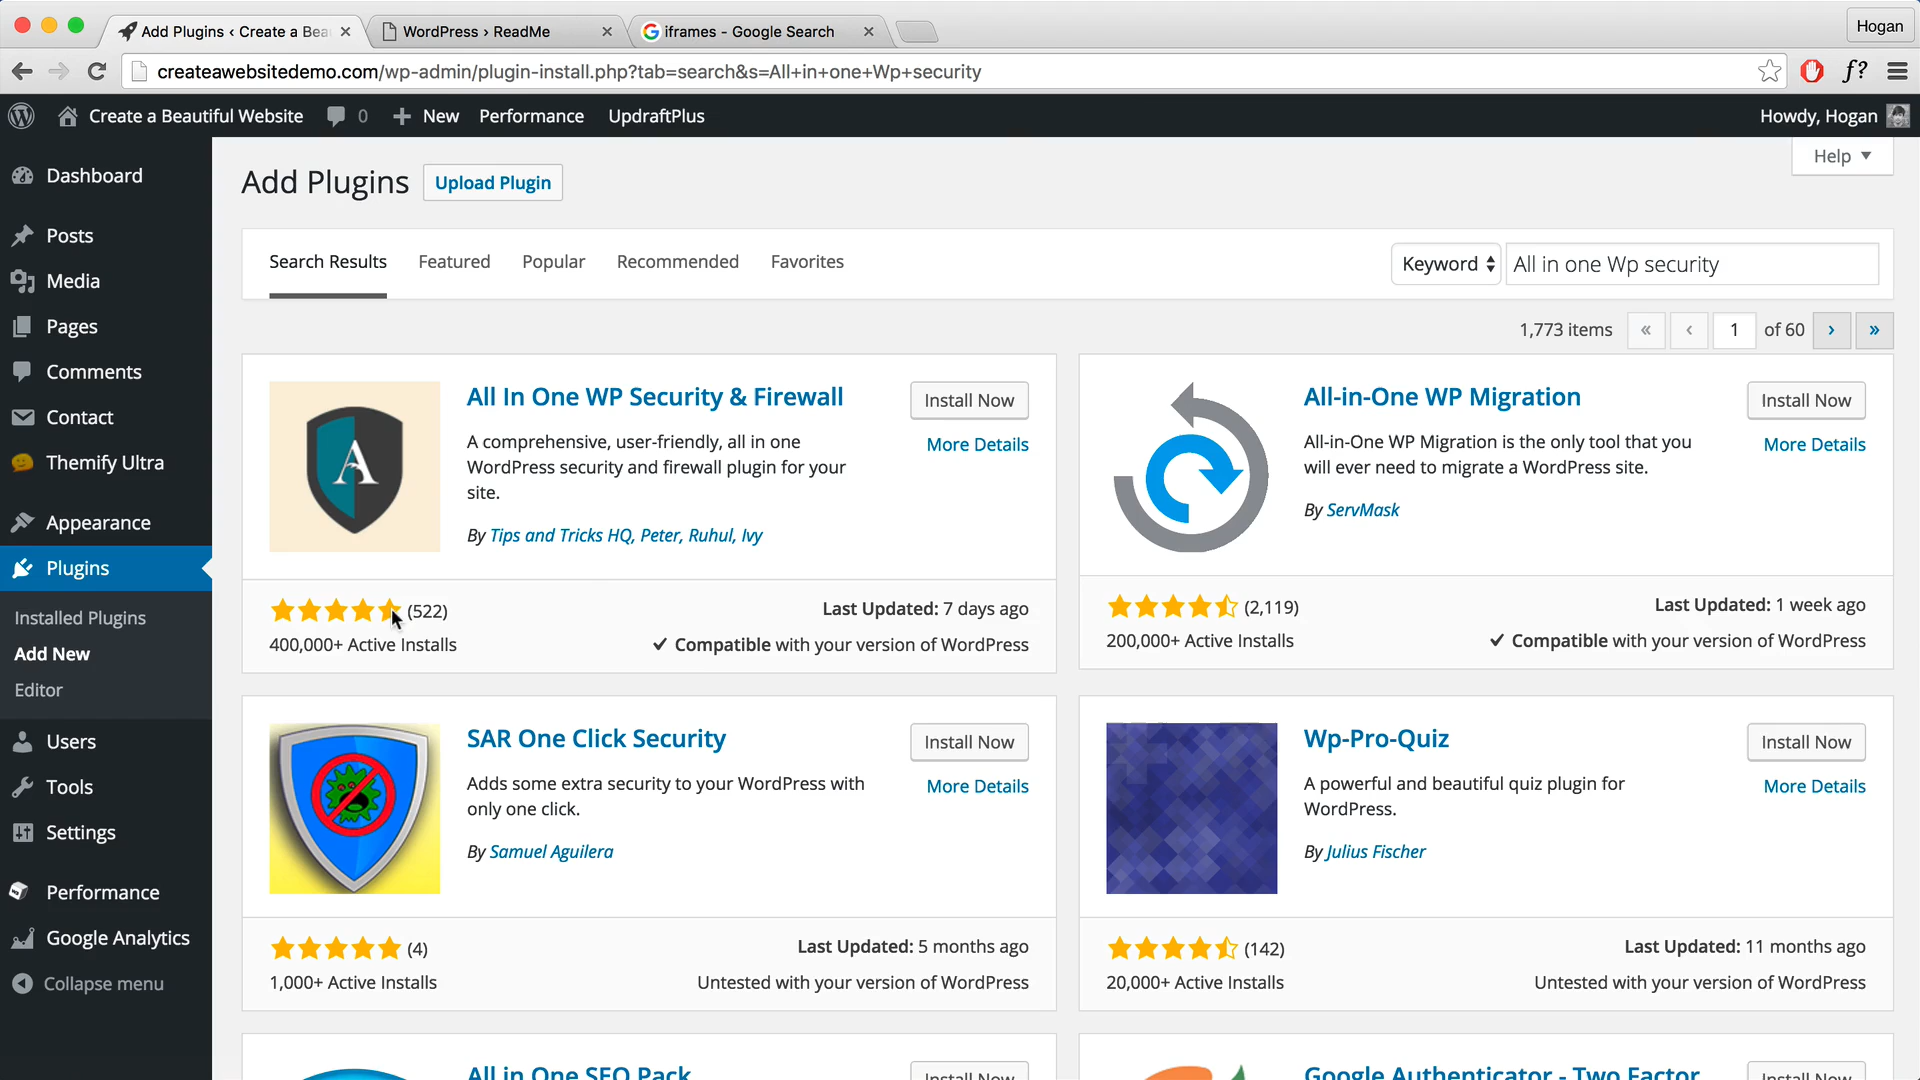 Add Plugins ‹ Create a Bea
WordPress › ReadMe
iframes - Google Search
Hogan
createawebsitedemo.com/wp-admin/plugin-install.php?tab=search&s=All+in+one+Wp+security
f?
Create a Beautiful Website
0
New
Performance
UpdraftPlus
Howdy, Hogan
Dashboard
Posts
Media
Pages
Comments
Contact
Themify Ultra
Appearance
Plugins
Installed Plugins
Add New
Editor
Users
Tools
Settings
Performance
Google Analytics
Collapse menu
Help
Add Plugins
Upload Plugin
Search Results
Featured
Popular
Recommended
Favorites
Keyword
All in one Wp security
1,773 items
«
‹
1
of 60
›
»
A
All In One WP Security & Firewall
Install Now
More Details
A comprehensive, user-friendly, all in one
WordPress security and firewall plugin for your
site.
By Tips and Tricks HQ, Peter, Ruhul, Ivy
(522)
400,000+ Active Installs
Last Updated: 7 days ago
Compatible with your version of WordPress
All-in-One WP Migration
Install Now
More Details
All-in-One WP Migration is the only tool that you
will ever need to migrate a WordPress site.
By ServMask
(2,119)
200,000+ Active Installs
Last Updated: 1 week ago
Compatible with your version of WordPress
SAR One Click Security
Install Now
More Details
Adds some extra security to your WordPress with
only one click.
By Samuel Aguilera
(4)
1,000+ Active Installs
Last Updated: 5 months ago
Untested with your version of WordPress
Wp-Pro-Quiz
Install Now
More Details
A powerful and beautiful quiz plugin for
WordPress.
By Julius Fischer
(142)
20,000+ Active Installs
Last Updated: 11 months ago
Untested with your version of WordPress
All in One SEO Pack
Install Now
Google Authenticator - Two Factor
Install Now